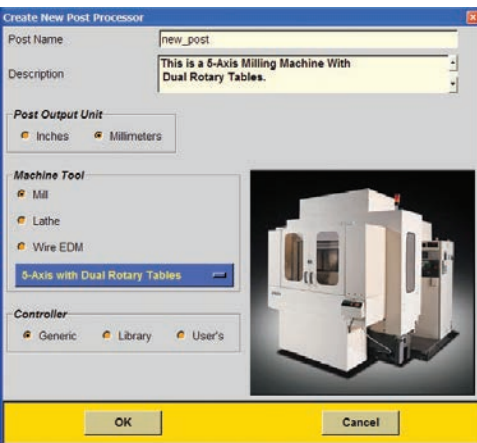 Create New Post Processor
Post Name
new_post
Description
This is a 5-Axis Milling Machine With
Dual Rotary Tables.
Post Output Unit
Inches
Millimeters
Machine Tool
Mill
Lathe
Wire EDM
5-Axis with Dual Rotary Tables
Controller
Generic
Library
User's
OK
Cancel